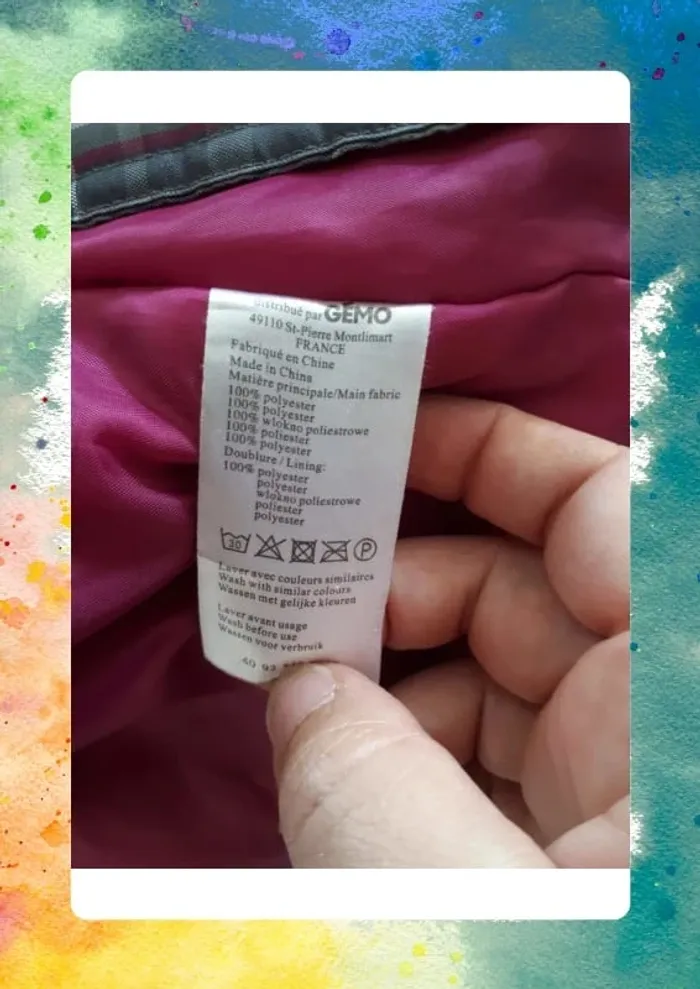 distribué par GÉMO
49110 St-Pierre Montlimart
FRANCE
Fabriqué en Chine
Made in China
Matière principale/Main fabric
100% polyester
100% polyester
100% wlokno poliestrowe
100% poliester
100% polyester
Doublure / Lining:
100% polyester
polyester
wlokno poliestrowe
poliester
polyester
30 P
Laver avec couleurs similaires
Wash with similar colours
Wassen met gelijke kleuren
Laver avant usage
Wash before use
Wassen voor verbruik